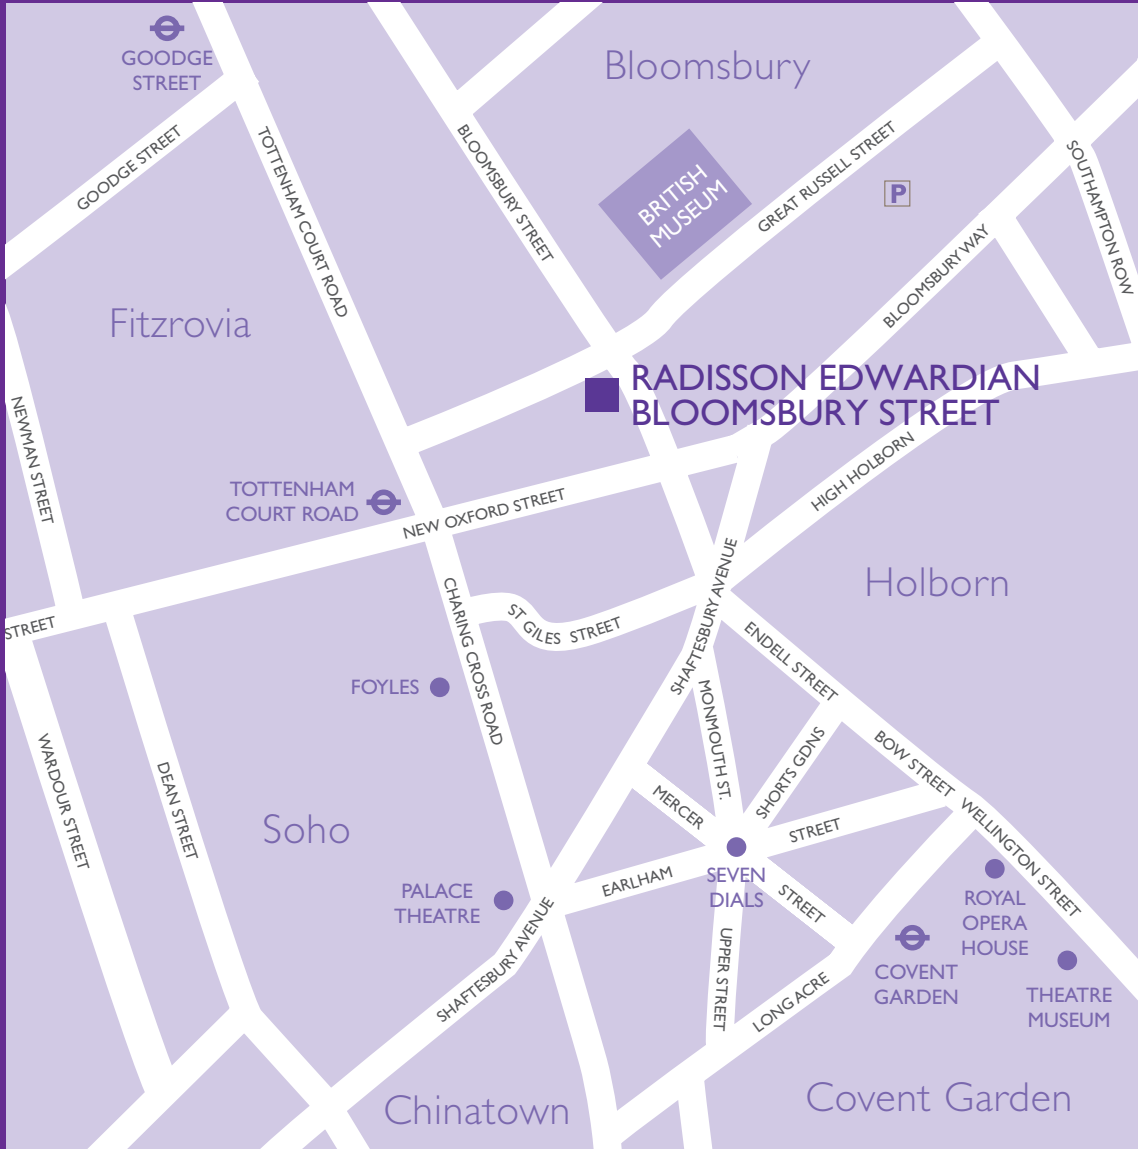 GOODGE
STREET
Bloomsbury
GOODGE STREET
TOTTENHAM COURT ROAD
BLOOMSBURY STREET
BRITISH
MUSEUM
GREAT RUSSELL STREET
P
SOUTHAMPTON ROW
BLOOMSBURY WAY
Fitzrovia
RADISSON EDWARDIAN
BLOOMSBURY STREET
NEWMAN STREET
TOTTENHAM
COURT ROAD
NEW OXFORD STREET
HIGH HOLBORN
Holborn
STREET
CHARING CROSS ROAD
ST GILES STREET
SHAFTESBURY AVENUE
ENDELL STREET
FOYLES
MONMOUTH ST.
WARDOUR STREET
DEAN STREET
SHORTS GDNS
BOW STREET
MERCER
STREET
WELLINGTON STREET
Soho
EARLHAM
SEVEN
DIALS
STREET
PALACE
THEATRE
SHAFTESBURY AVENUE
UPPER STREET
LONG ACRE
ROYAL
OPERA
HOUSE
COVENT
GARDEN
THEATRE
MUSEUM
Chinatown
Covent Garden